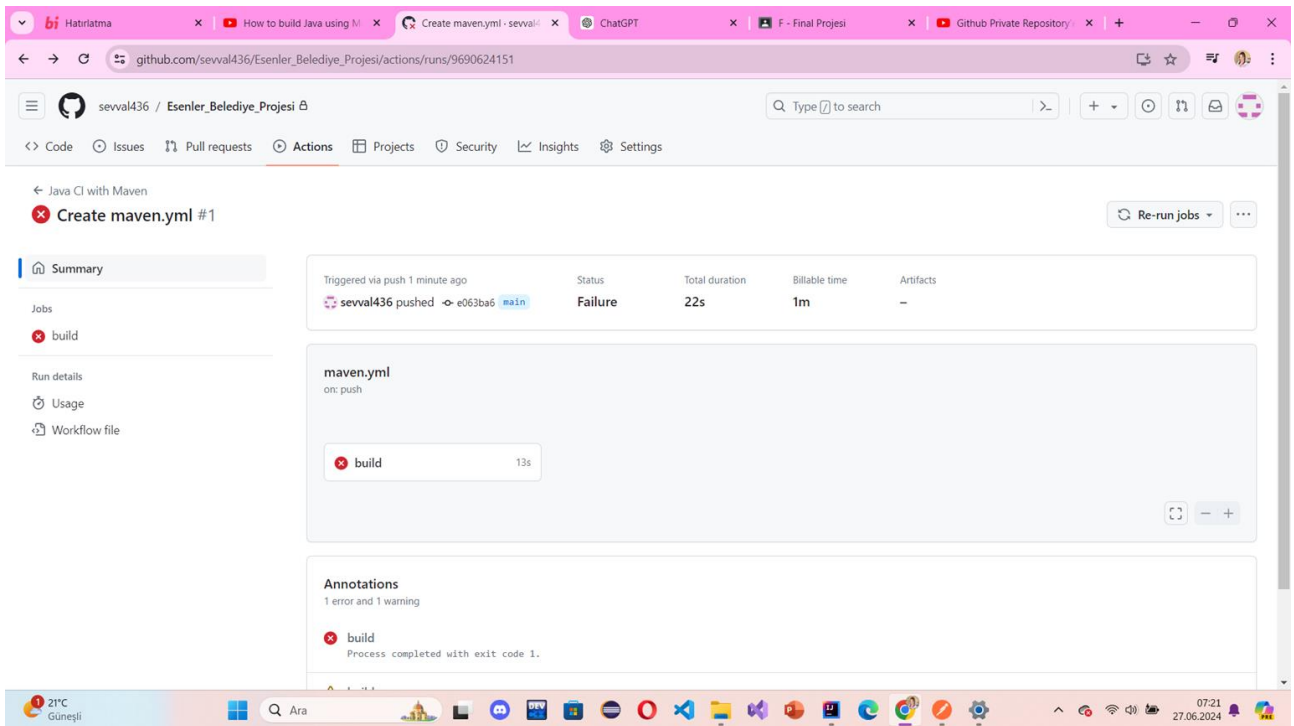 bi Hatırlatma
How to build Java using M
Create maven.yml · sevval4
ChatGPT
F - Final Projesi
Github Private Repository'
github.com/sevval436/Esenler_Belediye_Projesi/actions/runs/9690624151
sevval436 / Esenler_Belediye_Projesi
Type / to search
Code
Issues
Pull requests
Actions
Projects
Security
Insights
Settings
Java CI with Maven
Create maven.yml #1
Re-run jobs
Summary
Jobs
build
Run details
Usage
Workflow file
Triggered via push 1 minute ago
sevval436 pushed e063ba6 main
Status
Failure
Total duration
22s
Billable time
1m
Artifacts
–
maven.yml
on: push
build 13s
Annotations
1 error and 1 warning
build
Process completed with exit code 1.
1
21°C
Güneşli
Ara
DEV
07:21
27.06.2024
PRE